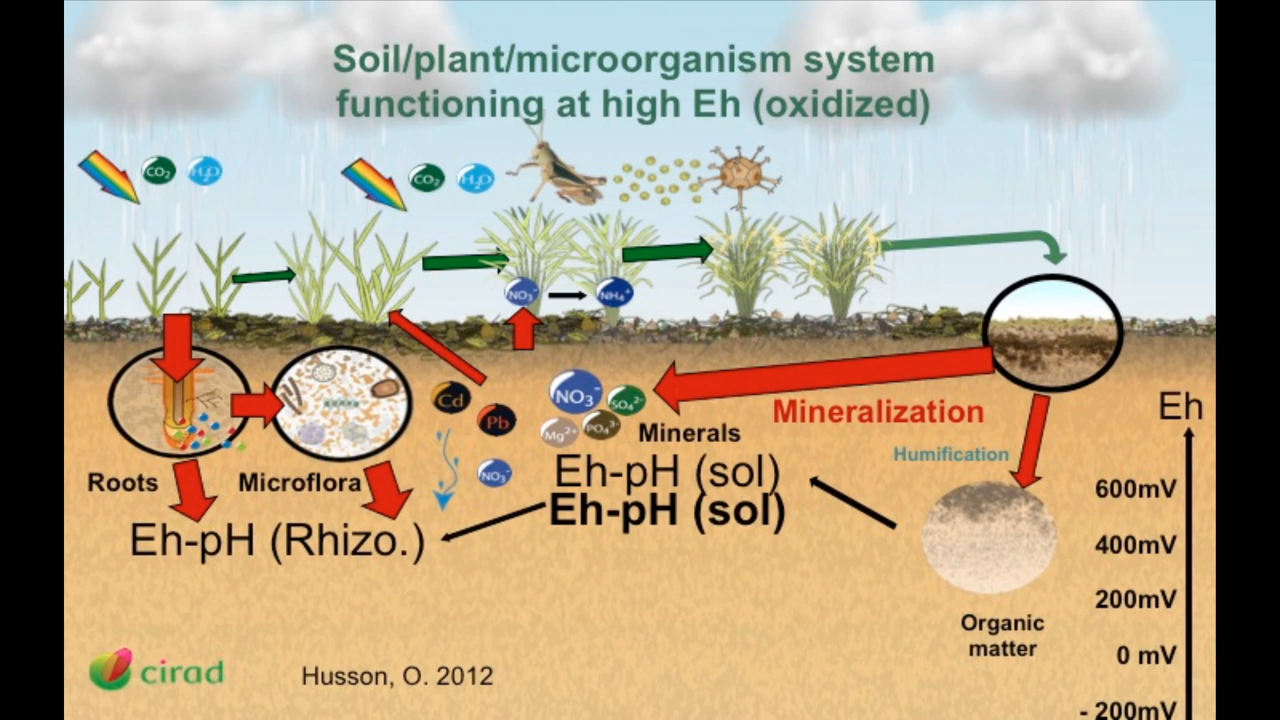 Soil/plant/microorganism system
functioning at high Eh (oxidized)
CO₂
H₂O
CO₂
H₂O
NO₃⁻
NH₄⁺
Cd
Pb
NO₃⁻
NO₃⁻
SO₄²⁻
Mg²⁺
PO₄³⁻
Minerals
Mineralization
Humification
Eh
Roots
Microflora
Eh-pH (sol)
Eh-pH (sol)
Eh-pH (Rhizo.)
600mV
400mV
200mV
0 mV
- 200mV
Organic
matter
cirad
Husson, O. 2012